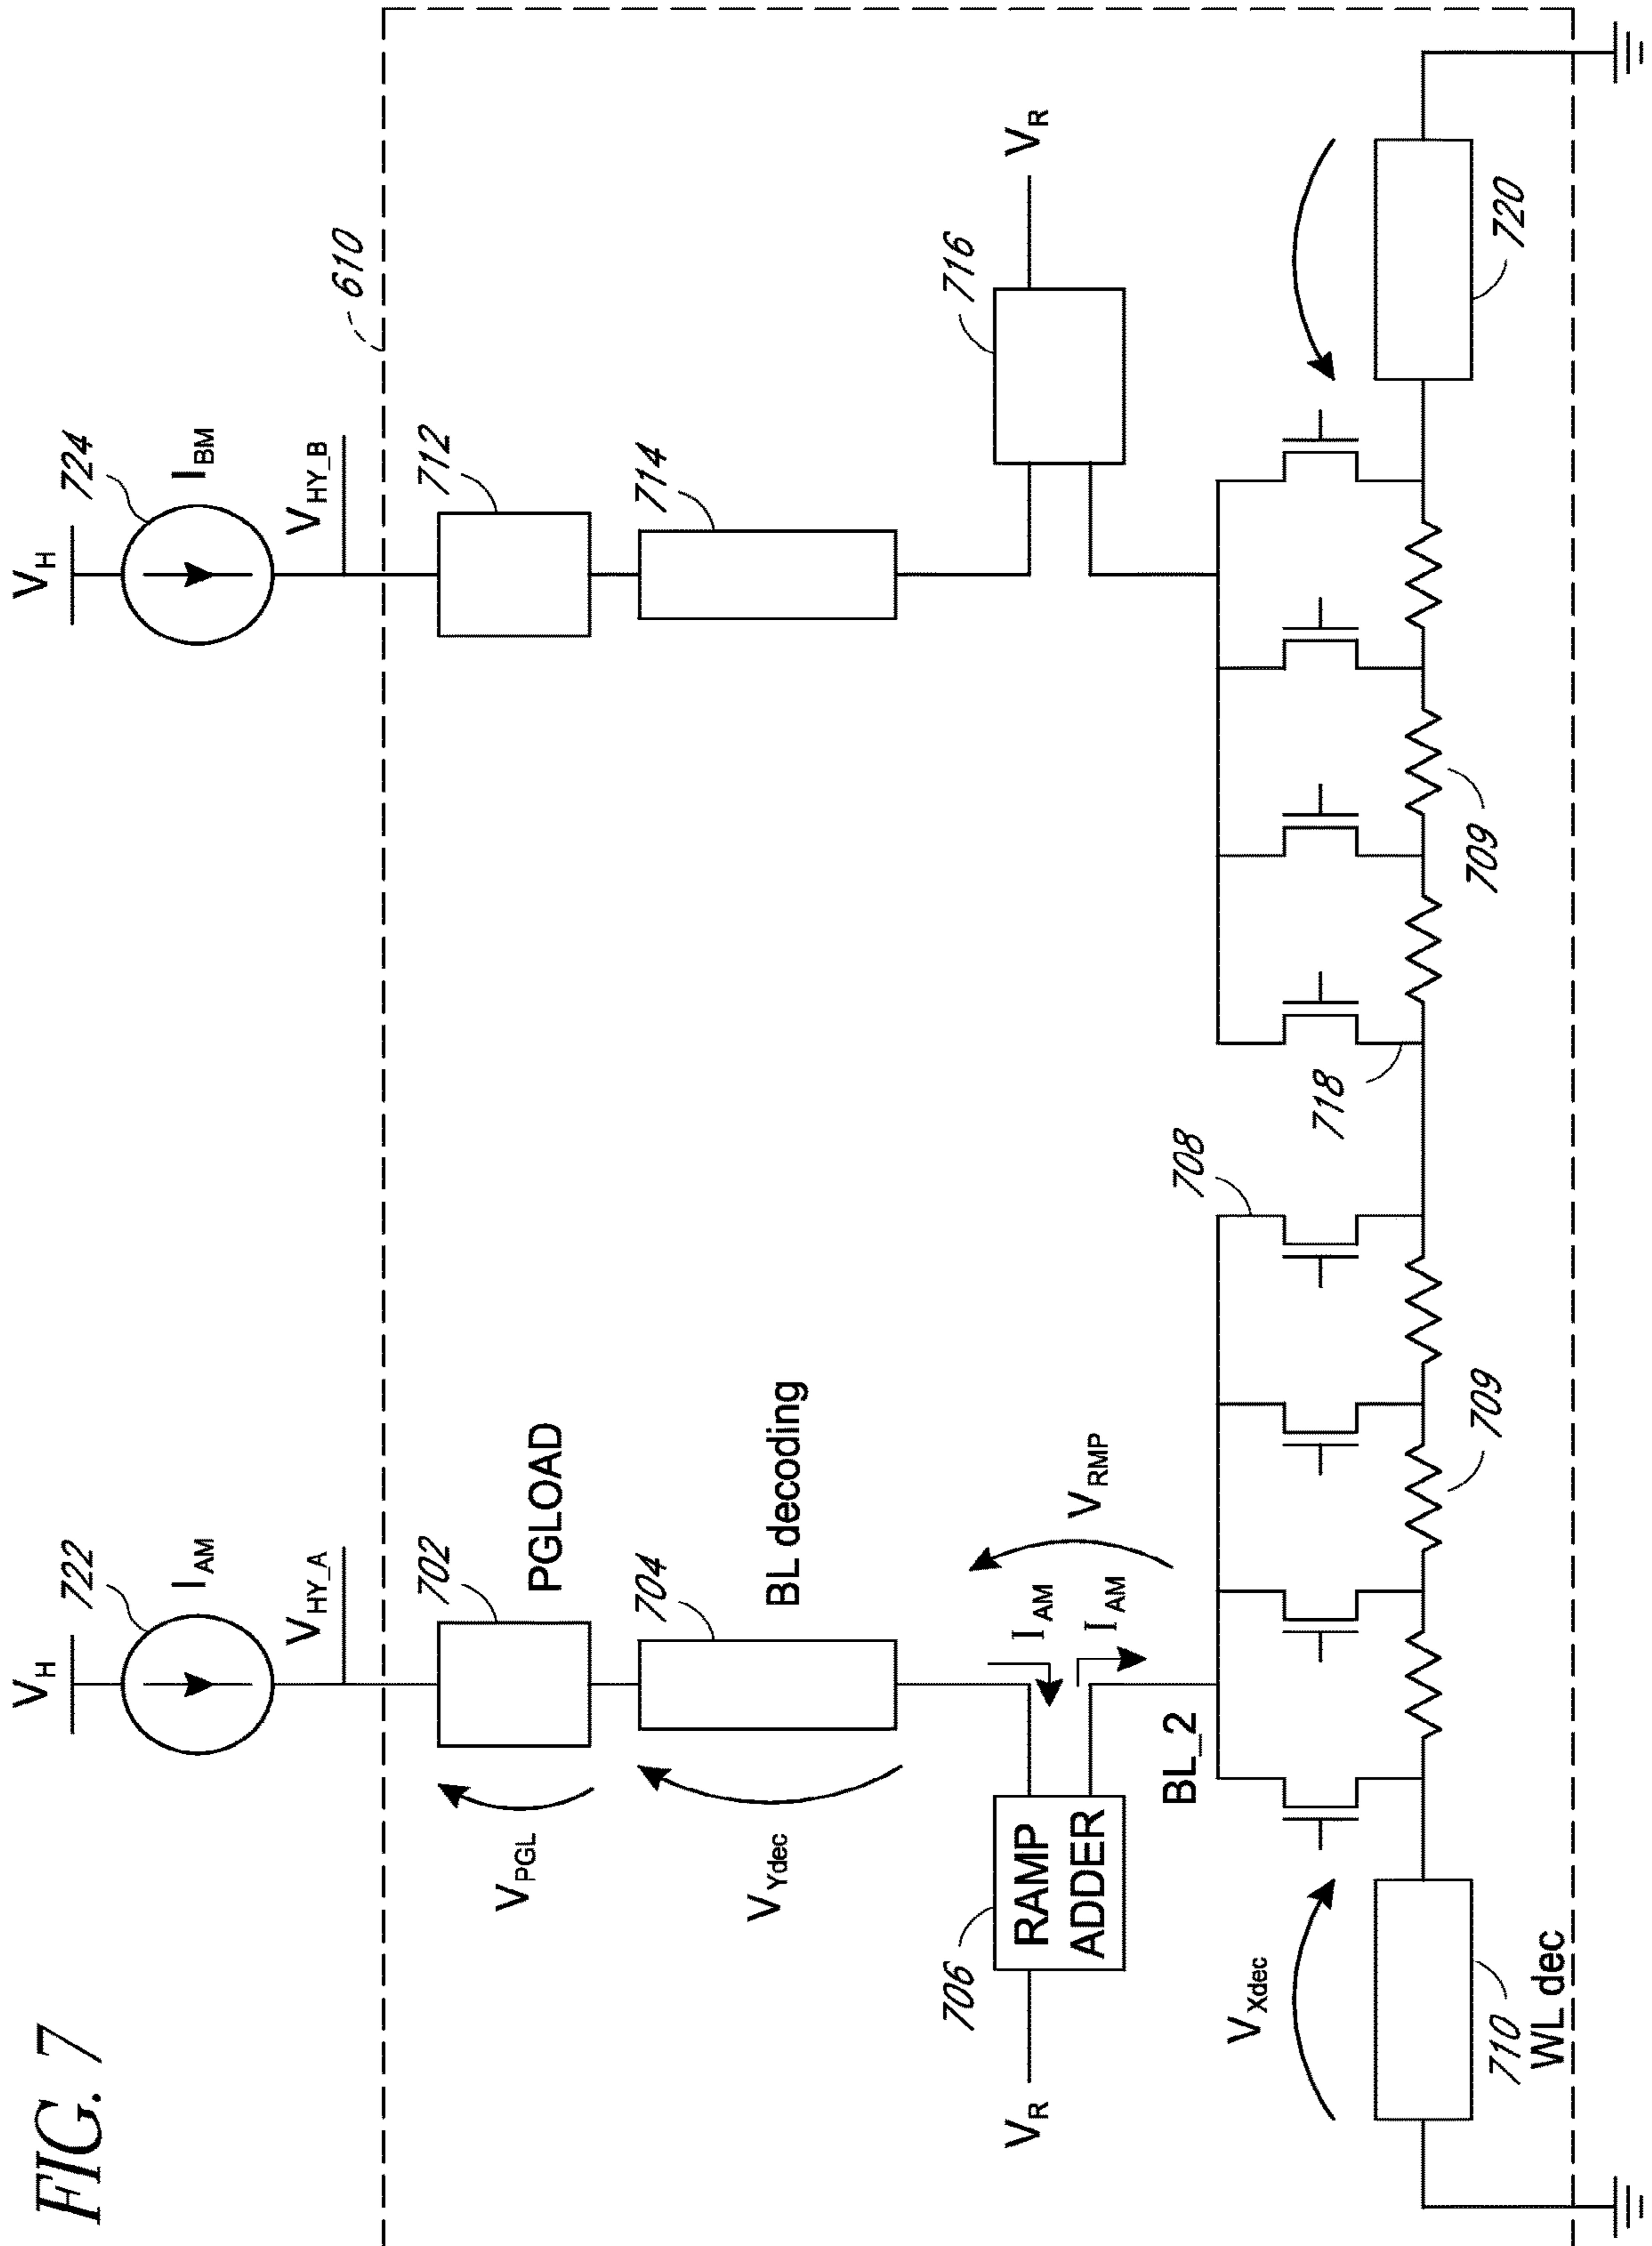 FIG. 7
V_H
722
I_AM
V_HY_A
V_H
724
I_BM
V_HY_B
610
702
PGLOAD
V_PGL
712
704
BL decoding
V_Ydec
714
V_R
706
RAMP
ADDER
I_AM
I_AM
V_RMP
716
V_R
BL_2
708
718
V_Xdec
710
WL dec
709
709
720